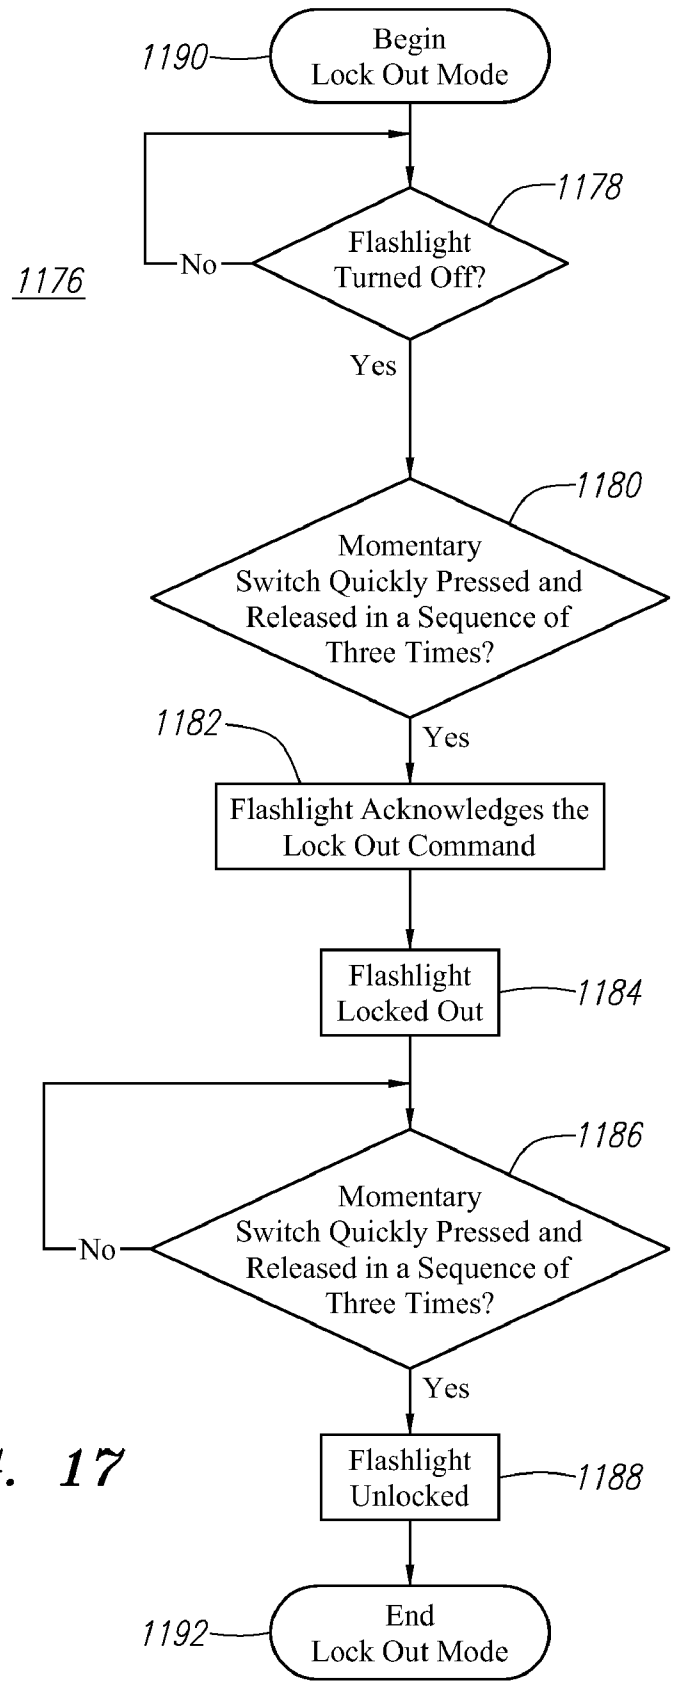 Begin
Lock Out Mode
1190
1178
Flashlight
Turned Off?
No
1176
Yes
1180
Momentary
Switch Quickly Pressed and
Released in a Sequence of
Three Times?
1182
Yes
Flashlight Acknowledges the
Lock Out Command
Flashlight
Locked Out
1184
1186
Momentary
Switch Quickly Pressed and
Released in a Sequence of
Three Times?
No
Yes
17
Flashlight
Unlocked
1188
End
Lock Out Mode
1192